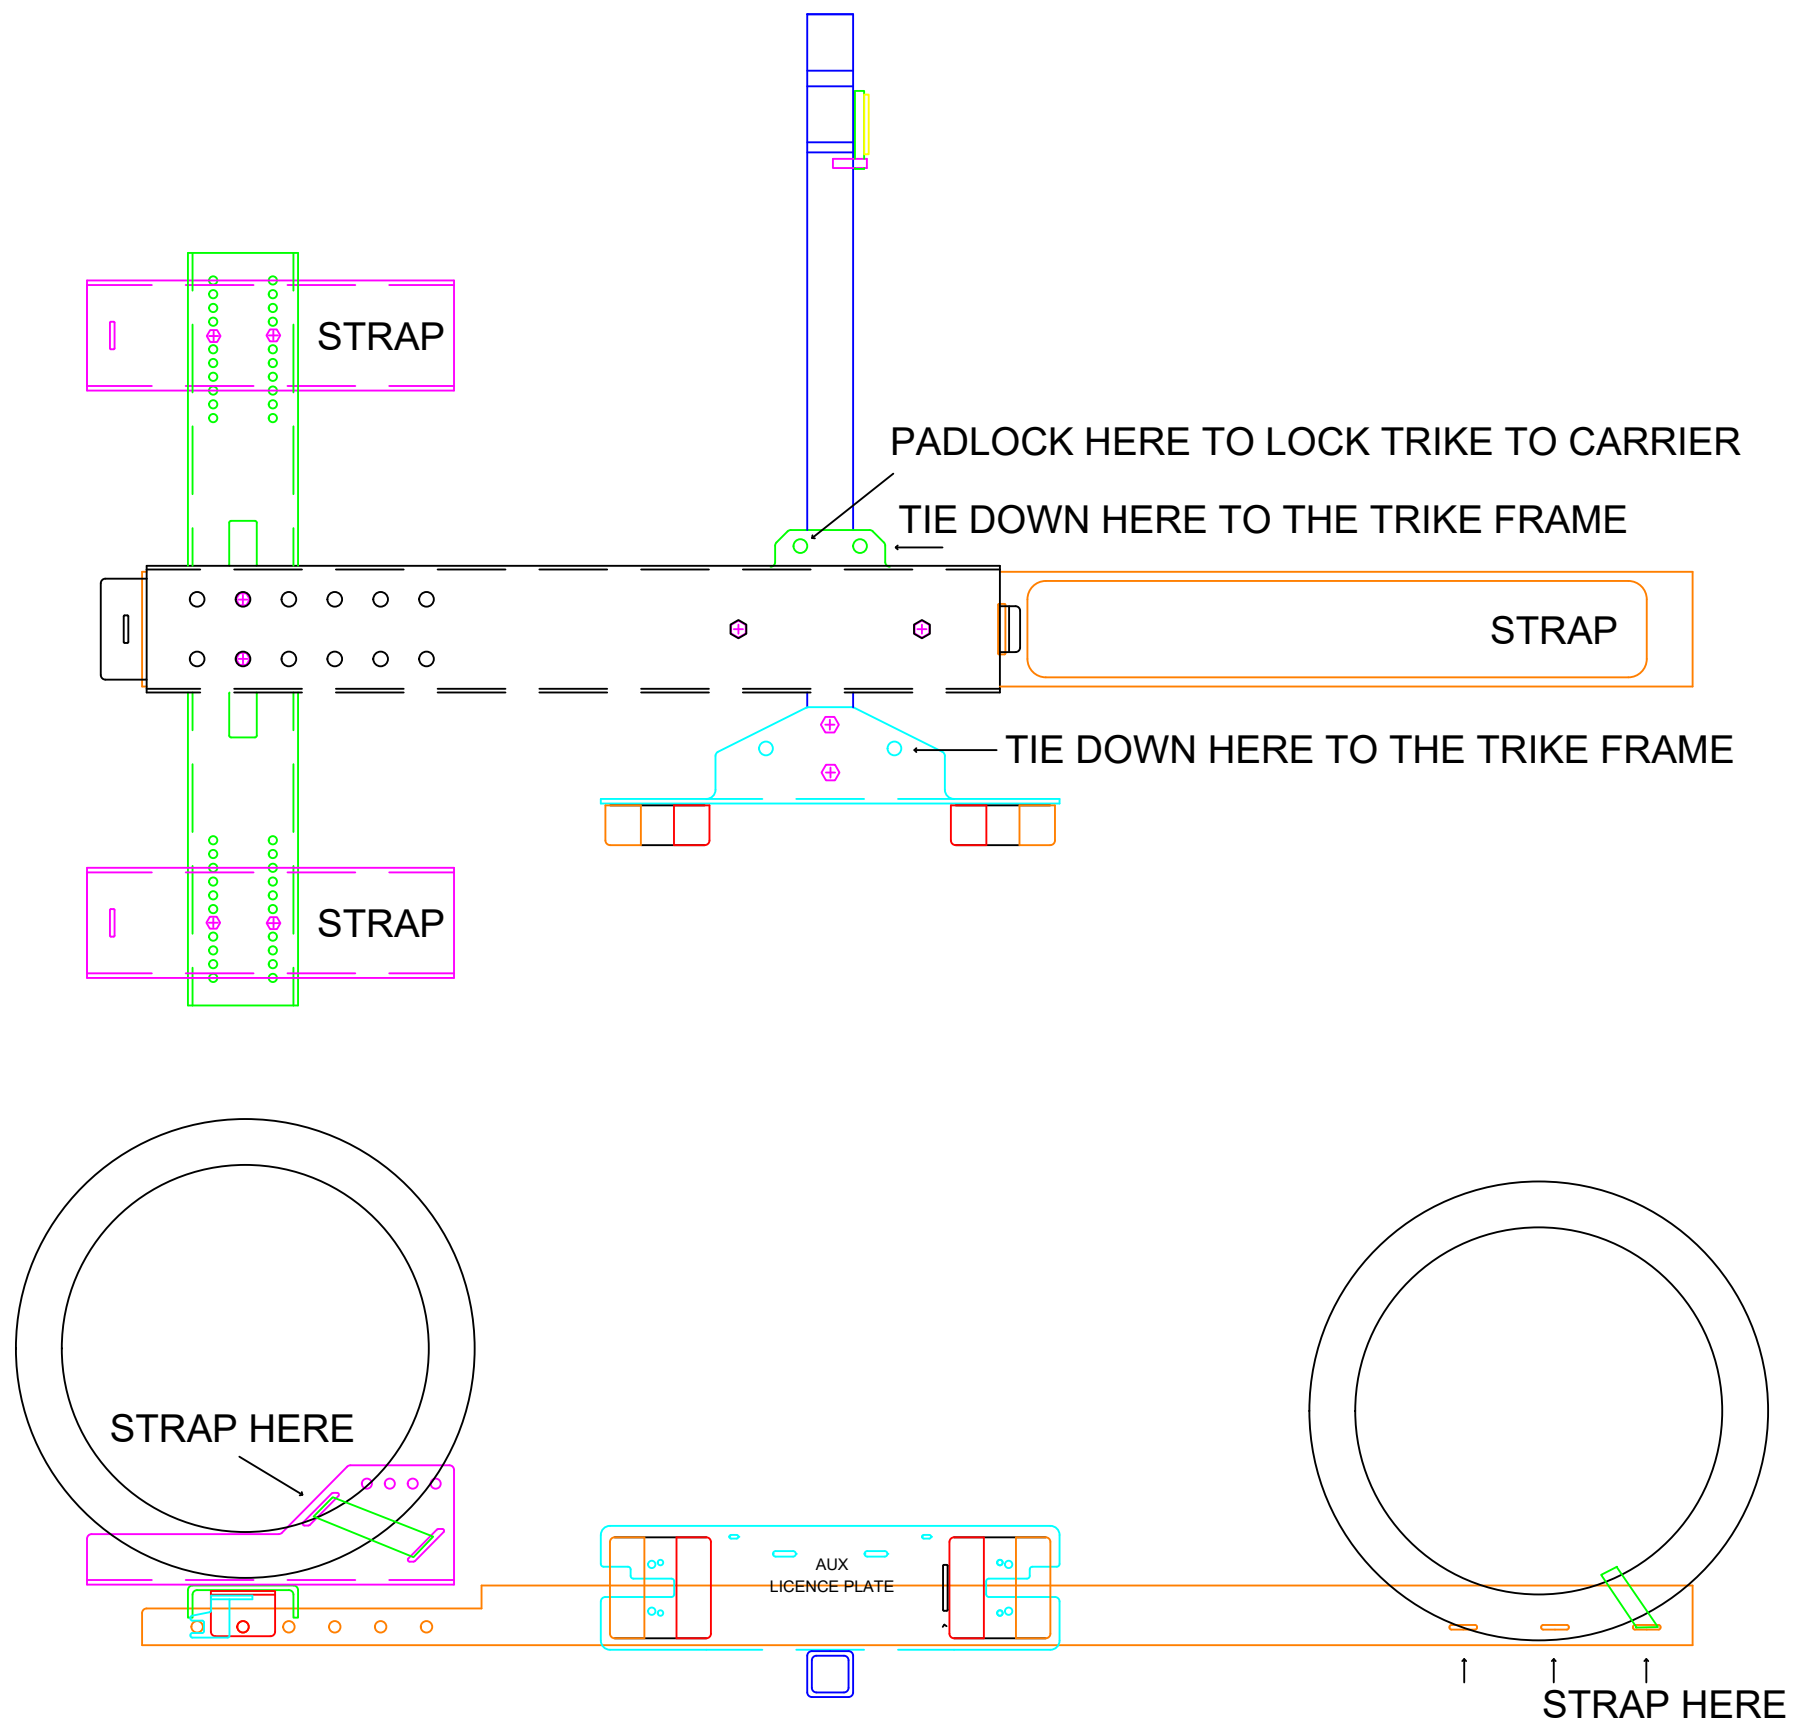 STRAP
PADLOCK HERE TO LOCK TRIKE TO CARRIER
TIE DOWN HERE TO THE TRIKE FRAME
STRAP
TIE DOWN HERE TO THE TRIKE FRAME
STRAP
STRAP HERE
AUX
LICENCE PLATE
STRAP HERE